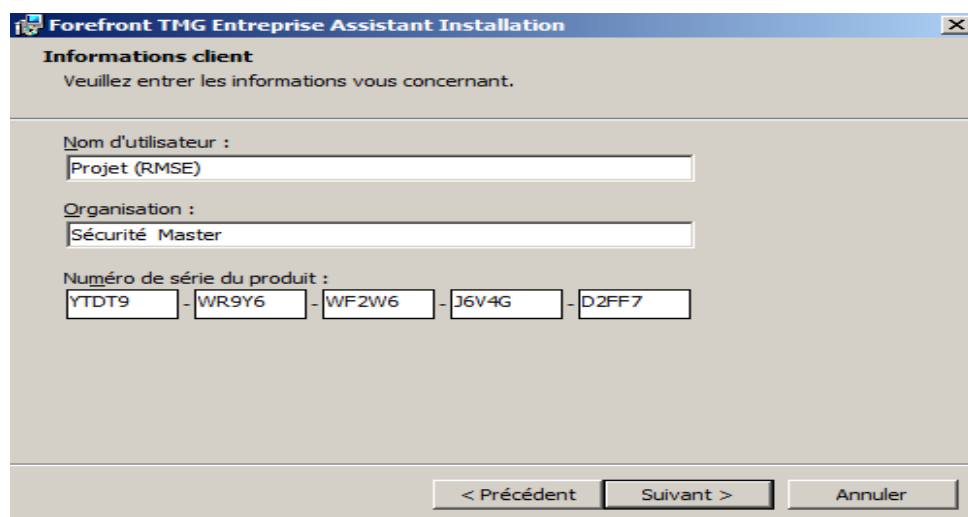 Forefront TMG Entreprise Assistant Installation
Informations client
Veuillez entrer les informations vous concernant.
Nom d'utilisateur :
Projet (RMSE)
Organisation :
Sécurité Master
Numéro de série du produit :
YTDT9 - WR9Y6 - WF2W6 - J6V4G - D2FF7
< Précédent Suivant > Annuler